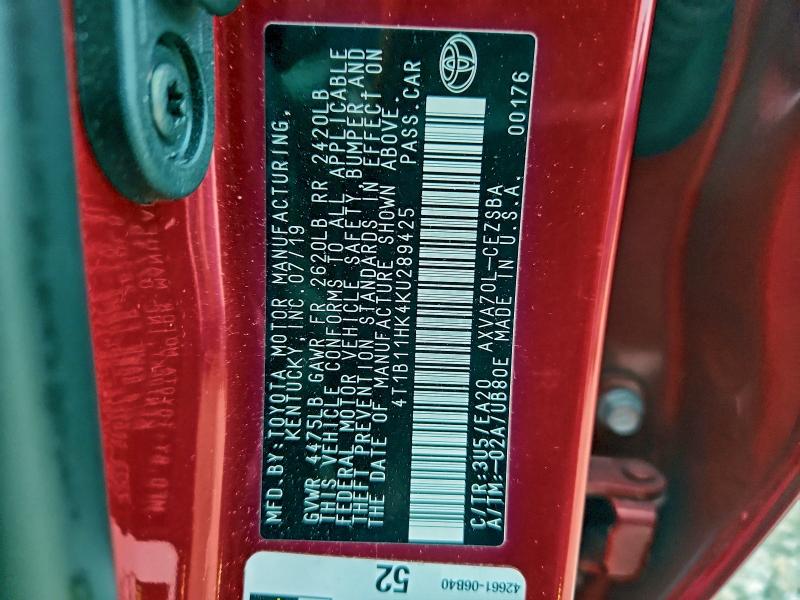 MFD. BY: TOYOTA MOTOR MANUFACTURING,
KENTUCKY, INC. 07/19
GVWR 4475LB GAWR FR 2620LB RR 2420LB
THIS VEHICLE CONFORMS TO ALL APPLICABLE
FEDERAL MOTOR VEHICLE SAFETY, BUMPER AND
THEFT PREVENTION STANDARDS IN EFFECT ON
THE DATE OF MANUFACTURE SHOWN ABOVE.
4T1B11HK4KU289425 PASS.CAR
C/TR:3U5/EA20 AXVA70L-CEZSBA
A/TM:-02A/UB80E MADE IN U.S.A. 00176
52
42661-06B40